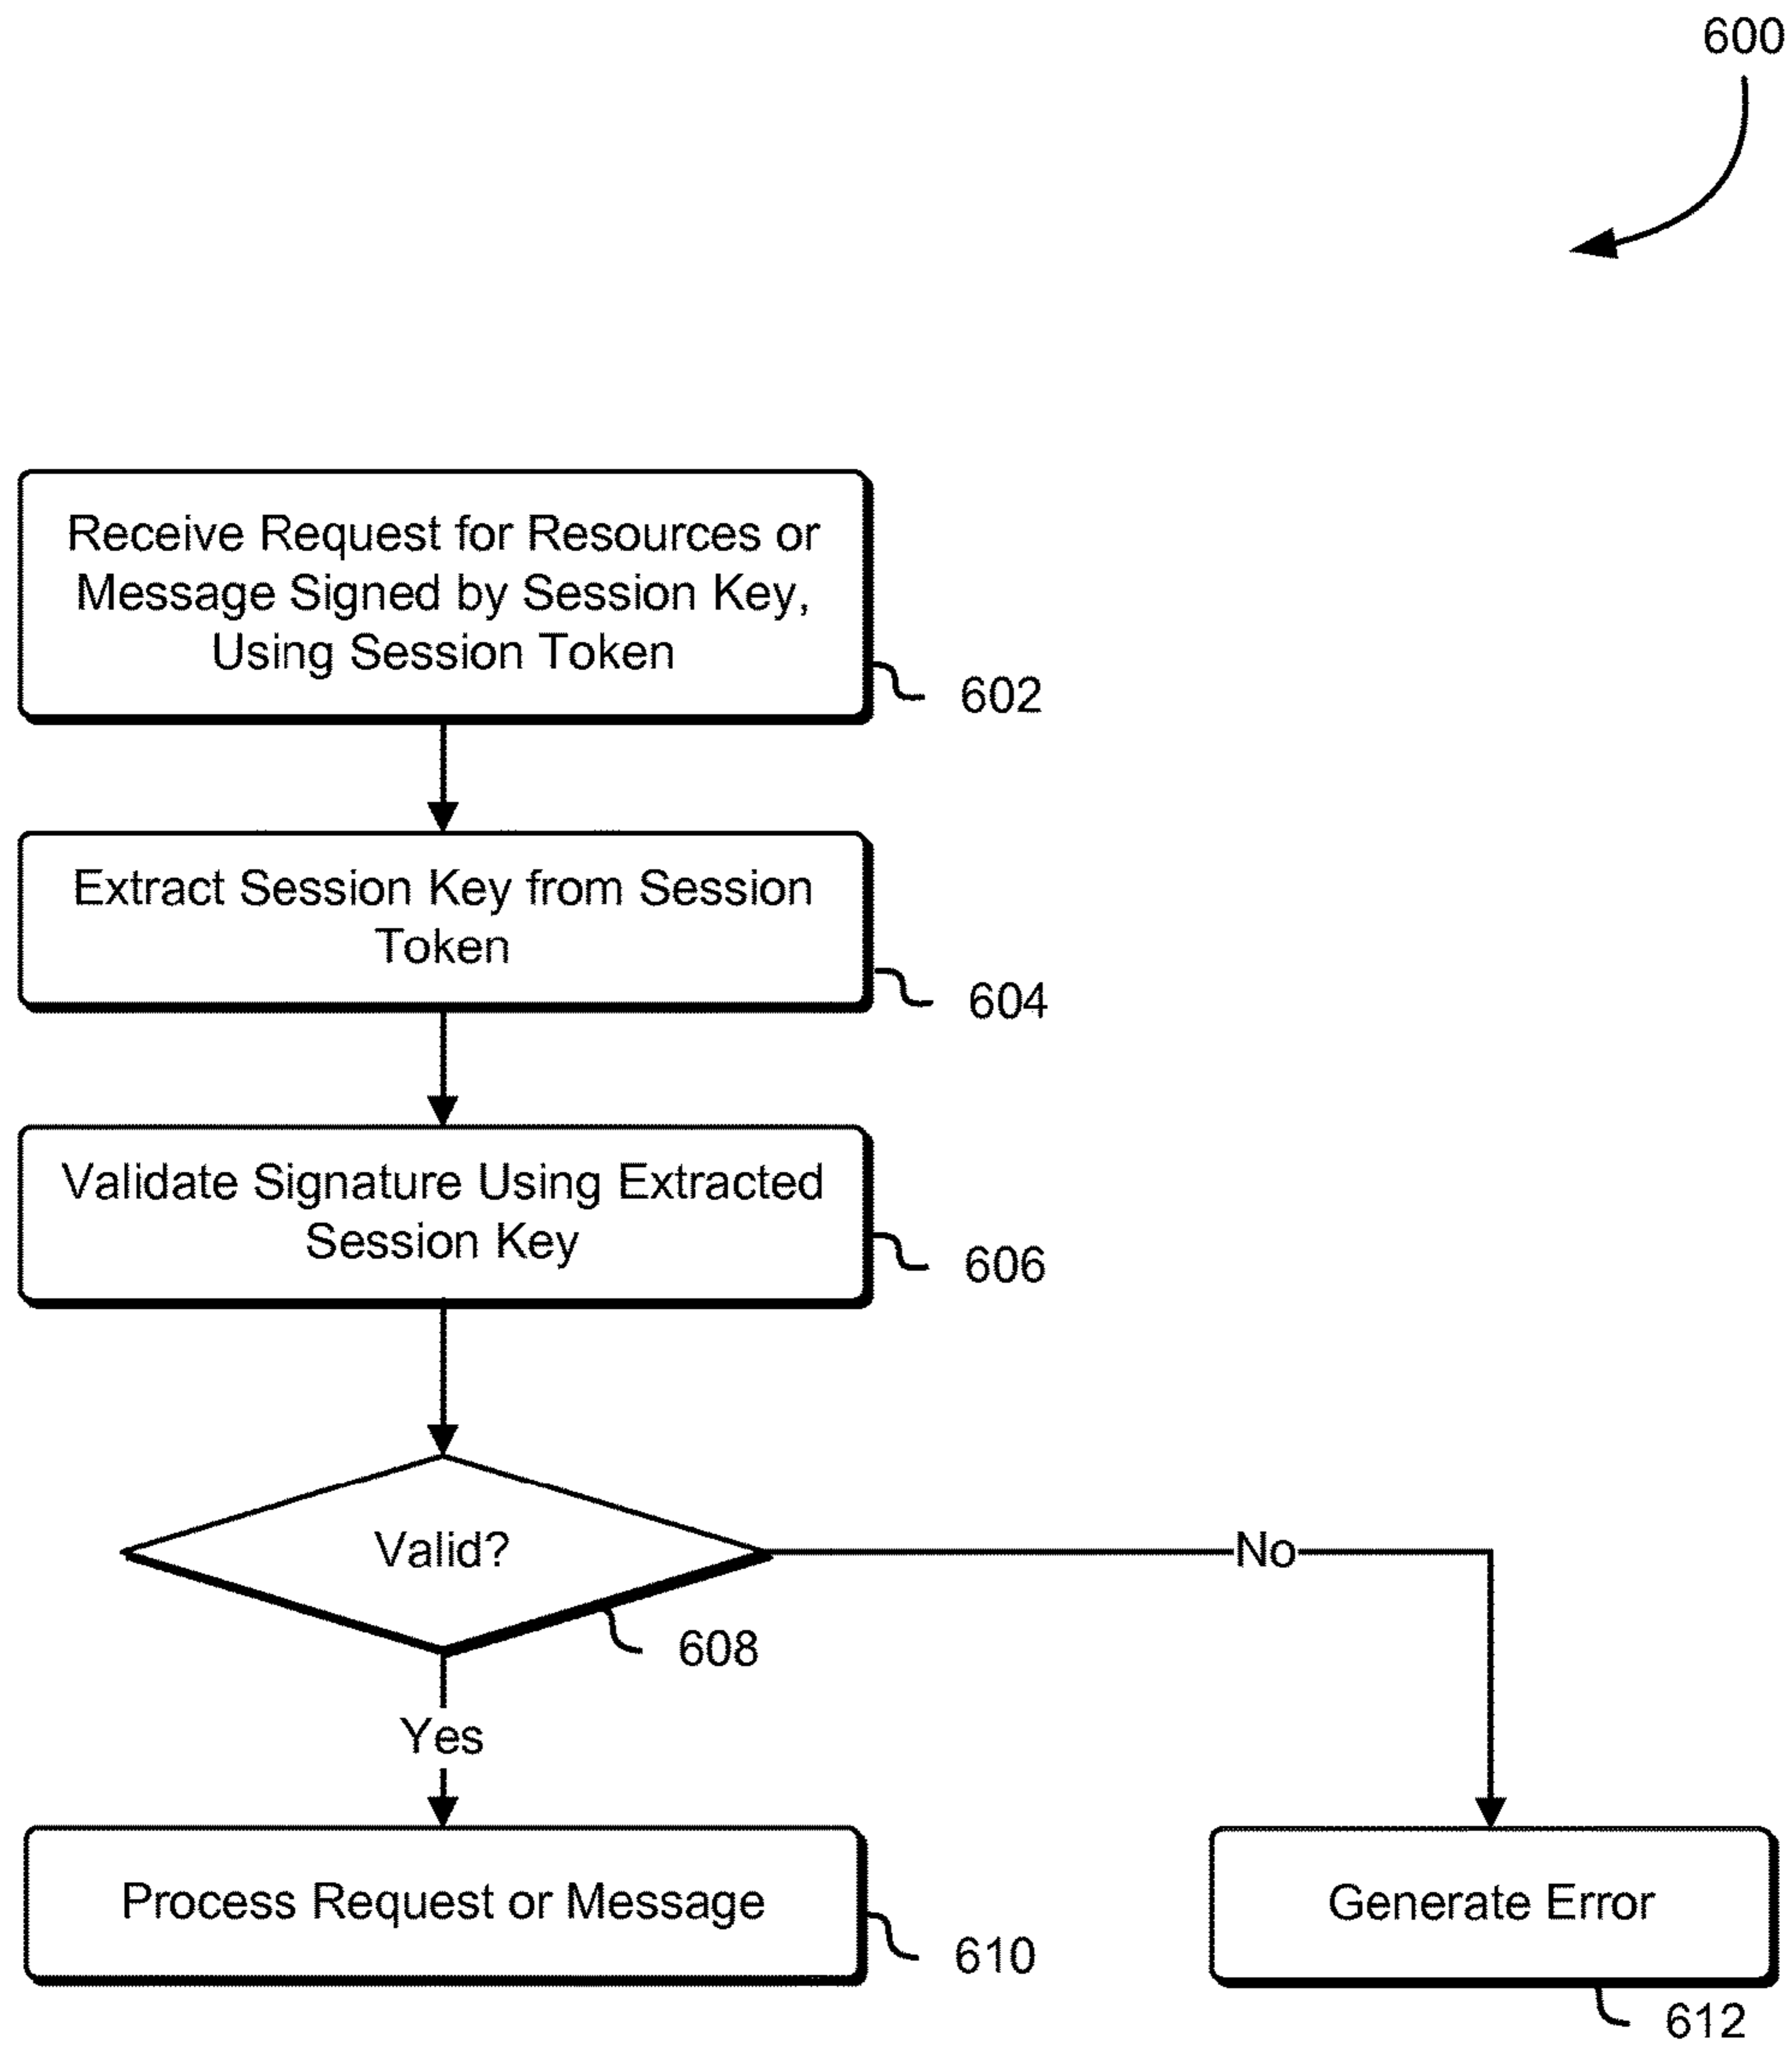 600
Receive Request for Resources or
Message Signed by Session Key,
Using Session Token
602
Extract Session Key from Session
Token
604
Validate Signature Using Extracted
Session Key
606
Valid?
No
608
Yes
Process Request or Message
610
Generate Error
612